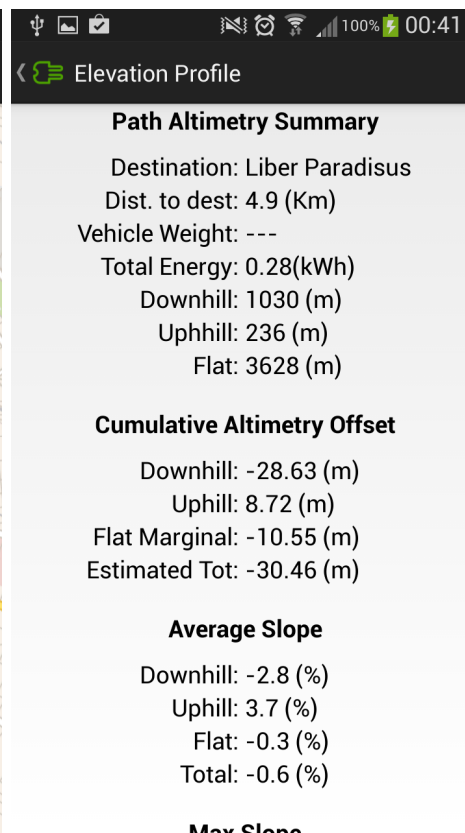 100% 00:41
Elevation Profile
Path Altimetry Summary
Destination: Liber Paradisus
Dist. to dest: 4.9 (Km)
Vehicle Weight: ---
Total Energy: 0.28(kWh)
Downhill: 1030 (m)
Uphhill: 236 (m)
Flat: 3628 (m)
Cumulative Altimetry Offset
Downhill: -28.63 (m)
Uphill: 8.72 (m)
Flat Marginal: -10.55 (m)
Estimated Tot: -30.46 (m)
Average Slope
Downhill: -2.8 (%)
Uphill: 3.7 (%)
Flat: -0.3 (%)
Total: -0.6 (%)
Max Slope